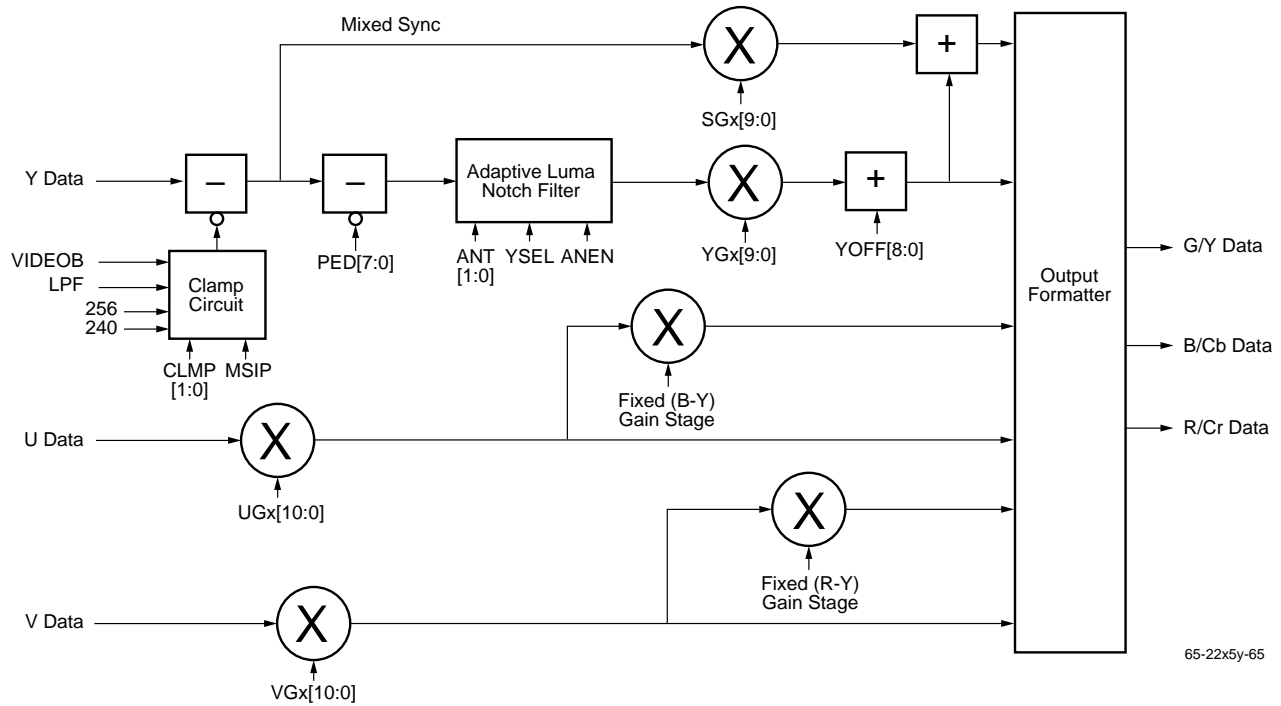 Mixed Sync
X
+
SGx[9:0]
Y Data
−
−
Adaptive Luma
Notch Filter
X
+
VIDEOB
LPF
256
240
Clamp
Circuit
PED[7:0]
ANT
[1:0]
YSEL
ANEN
YGx[9:0]
YOFF[8:0]
CLMP
[1:0]
MSIP
X
Fixed (B-Y)
Gain Stage
U Data
X
UGx[10:0]
X
Fixed (R-Y)
Gain Stage
V Data
X
VGx[10:0]
Output
Formatter
G/Y Data
B/Cb Data
R/Cr Data
65-22x5y-65